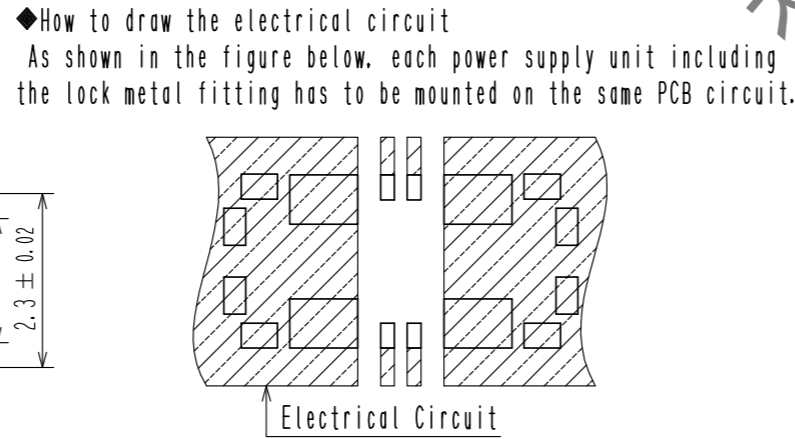 ◆How to draw the electrical circuit
As shown in the figure below, each power supply unit including
the lock metal fitting has to be mounted on the same PCB circuit.
2.3 ± 0.02
Electrical Circuit